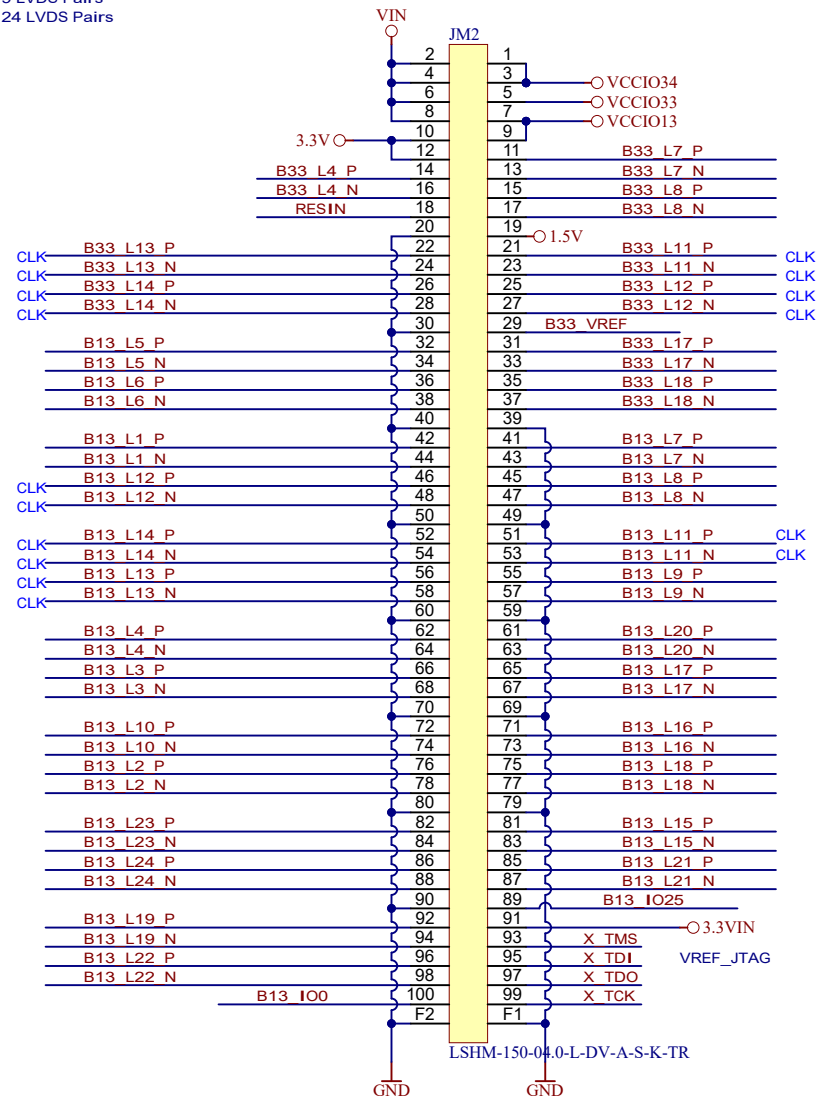 LVDS Pairs
24 LVDS Pairs
VIN
JM2
2 1
4 3 VCCIO34
6 5 VCCIO33
8 7 VCCIO13
3.3V 10 9
12 11 B33_L7_P
B33_L4_P 14 13 B33_L7_N
B33_L4_N 16 15 B33_L8_P
RESIN 18 17 B33_L8_N
20 19 1.5V
CLK B33_L13_P 22 21 B33_L11_P CLK
CLK B33_L13_N 24 23 B33_L11_N CLK
CLK B33_L14_P 26 25 B33_L12_P CLK
CLK B33_L14_N 28 27 B33_L12_N CLK
30 29 B33_VREF
B13_L5_P 32 31 B33_L17_P
B13_L5_N 34 33 B33_L17_N
B13_L6_P 36 35 B33_L18_P
B13_L6_N 38 37 B33_L18_N
40 39
B13_L1_P 42 41 B13_L7_P
B13_L1_N 44 43 B13_L7_N
CLK B13_L12_P 46 45 B13_L8_P
CLK B13_L12_N 48 47 B13_L8_N
50 49
CLK B13_L14_P 52 51 B13_L11_P CLK
CLK B13_L14_N 54 53 B13_L11_N CLK
CLK B13_L13_P 56 55 B13_L9_P
CLK B13_L13_N 58 57 B13_L9_N
60 59
B13_L4_P 62 61 B13_L20_P
B13_L4_N 64 63 B13_L20_N
B13_L3_P 66 65 B13_L17_P
B13_L3_N 68 67 B13_L17_N
70 69
B13_L10_P 72 71 B13_L16_P
B13_L10_N 74 73 B13_L16_N
B13_L2_P 76 75 B13_L18_P
B13_L2_N 78 77 B13_L18_N
80 79
B13_L23_P 82 81 B13_L15_P
B13_L23_N 84 83 B13_L15_N
B13_L24_P 86 85 B13_L21_P
B13_L24_N 88 87 B13_L21_N
90 89 B13_IO25
B13_L19_P 92 91 3.3VIN
B13_L19_N 94 93 X_TMS
B13_L22_P 96 95 X_TDI VREF_JTAG
B13_L22_N 98 97 X_TDO
B13_IO0 100 99 X_TCK
F2 F1
LSHM-150-04.0-L-DV-A-S-K-TR
GND GND